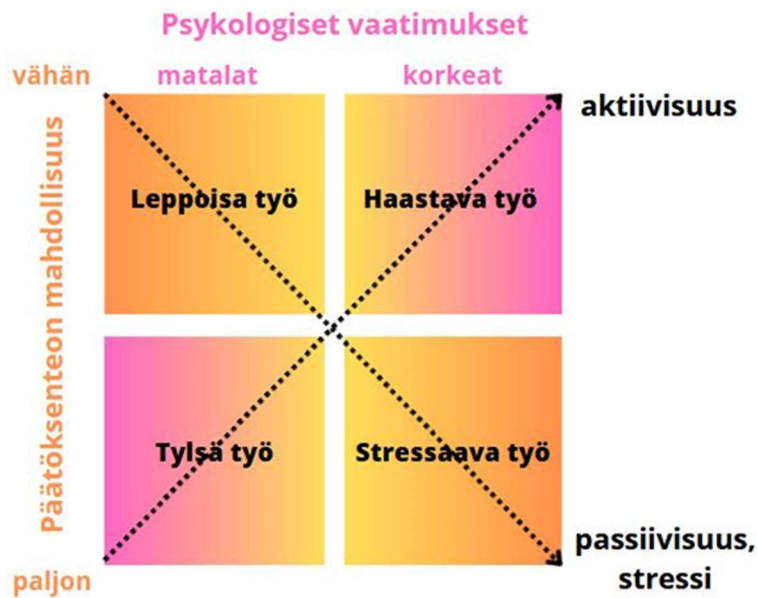 Psykologiset vaatimukset
vähän
matalat
korkeat
aktiivisuus
Päätöksenteon mahdollisuus
Leppoisa työ
Haastava työ
Tylsä työ
Stressaava työ
passiivisuus,
stressi
paljon